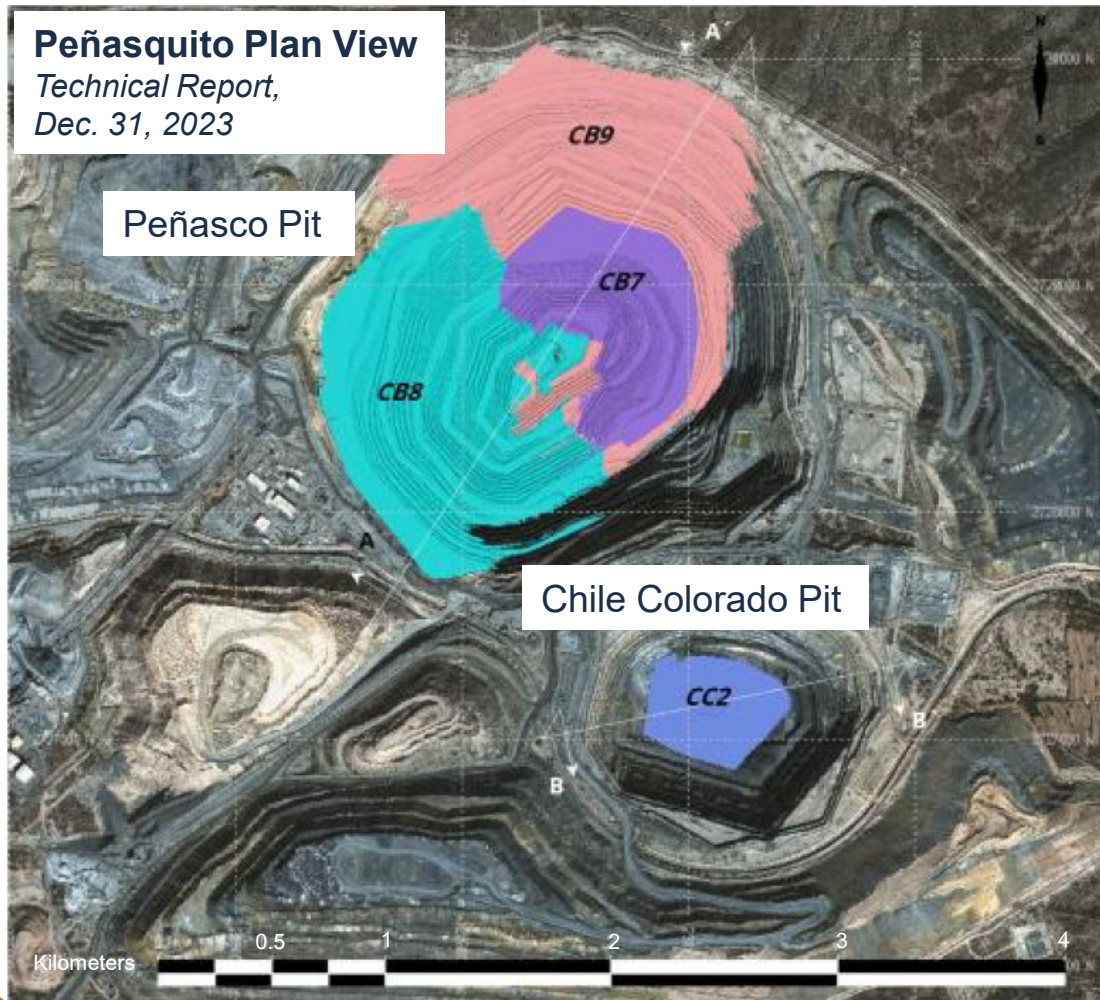 Peñasquito Plan View
Technical Report,
Dec. 31, 2023
A´
N
S
CB9
Peñasco Pit
CB7
CB8
A
Chile Colorado Pit
CC2
B´
B
0.5 1 2 3 4
Kilometers